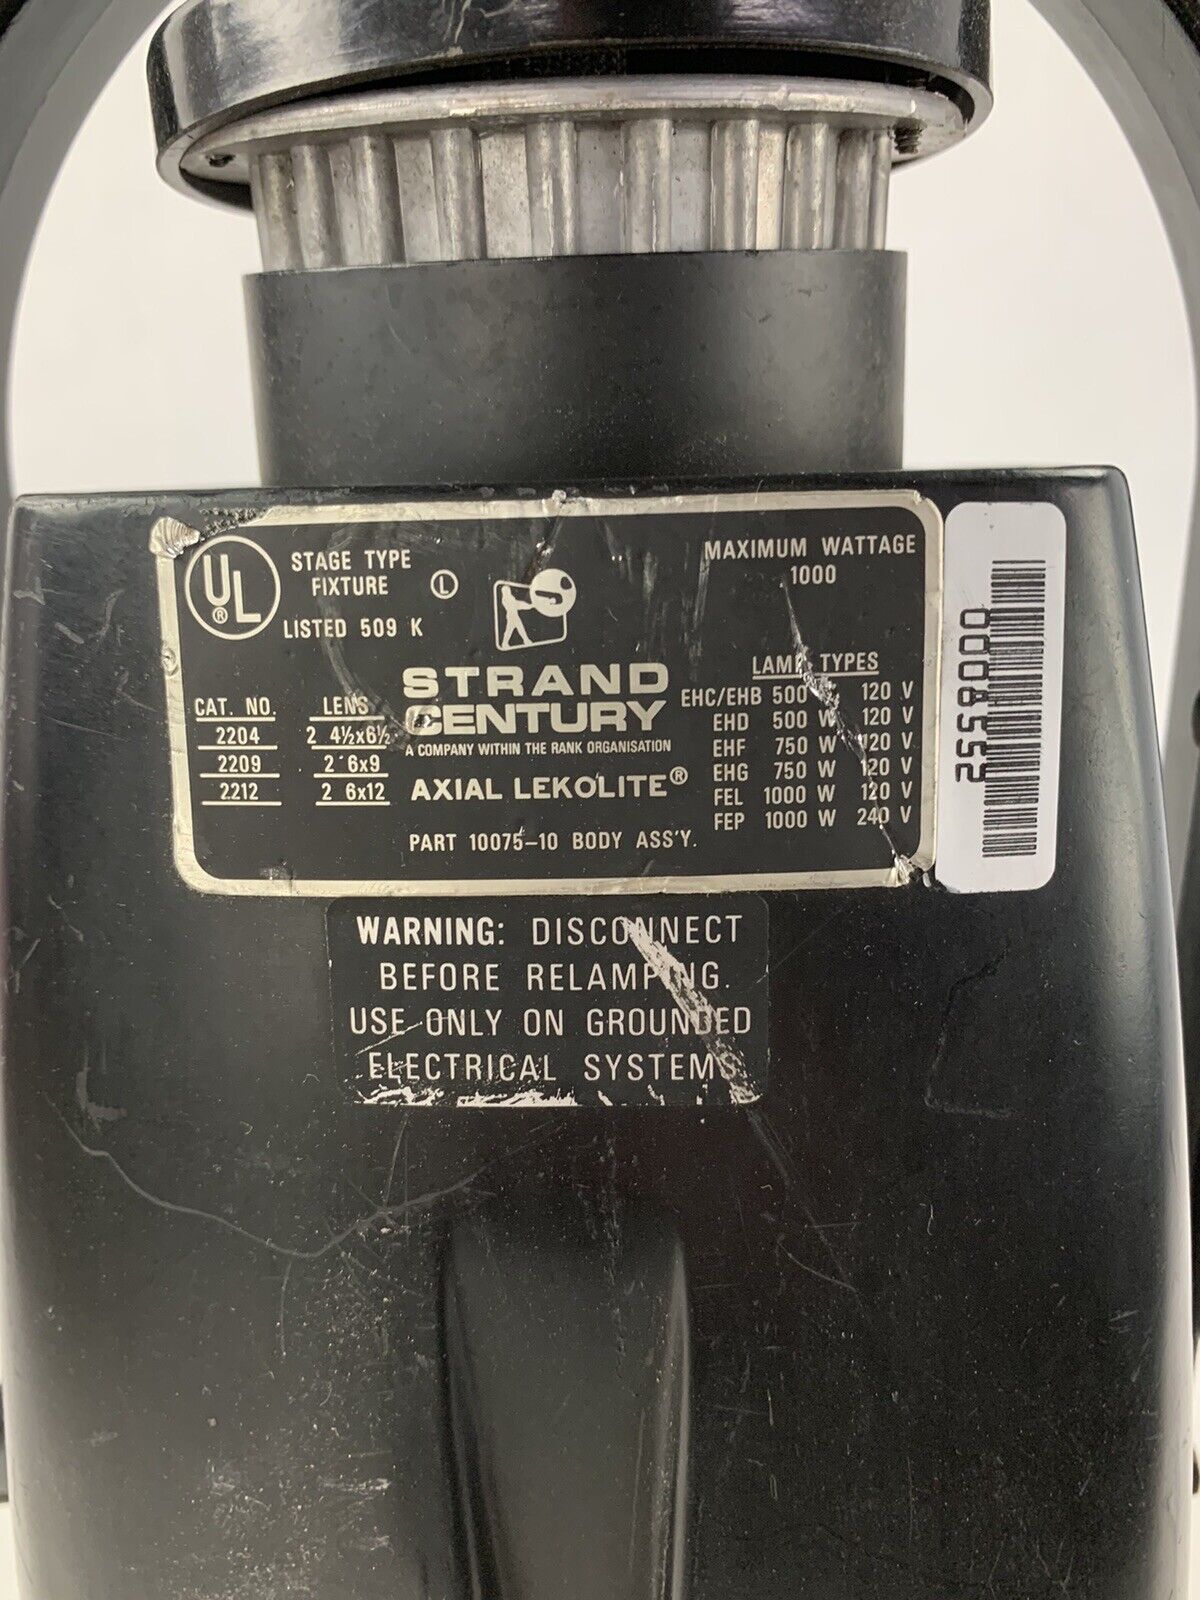 UL
®
STAGE TYPE
FIXTURE Ⓛ
LISTED 509 K
CAT. NO. LENS
2204 2 4½x6½
2209 2 6x9
2212 2 6x12
STRAND
CENTURY
A COMPANY WITHIN THE RANK ORGANISATION
AXIAL LEKOLITE®
PART 10075-10 BODY ASS'Y.
MAXIMUM WATTAGE
1000
LAMP TYPES
EHC/EHB 500 W 120 V
EHD 500 W 120 V
EHF 750 W 120 V
EHG 750 W 120 V
FEL 1000 W 120 V
FEP 1000 W 240 V
00085552
WARNING: DISCONNECT
BEFORE RELAMPING.
USE ONLY ON GROUNDED
ELECTRICAL SYSTEMS